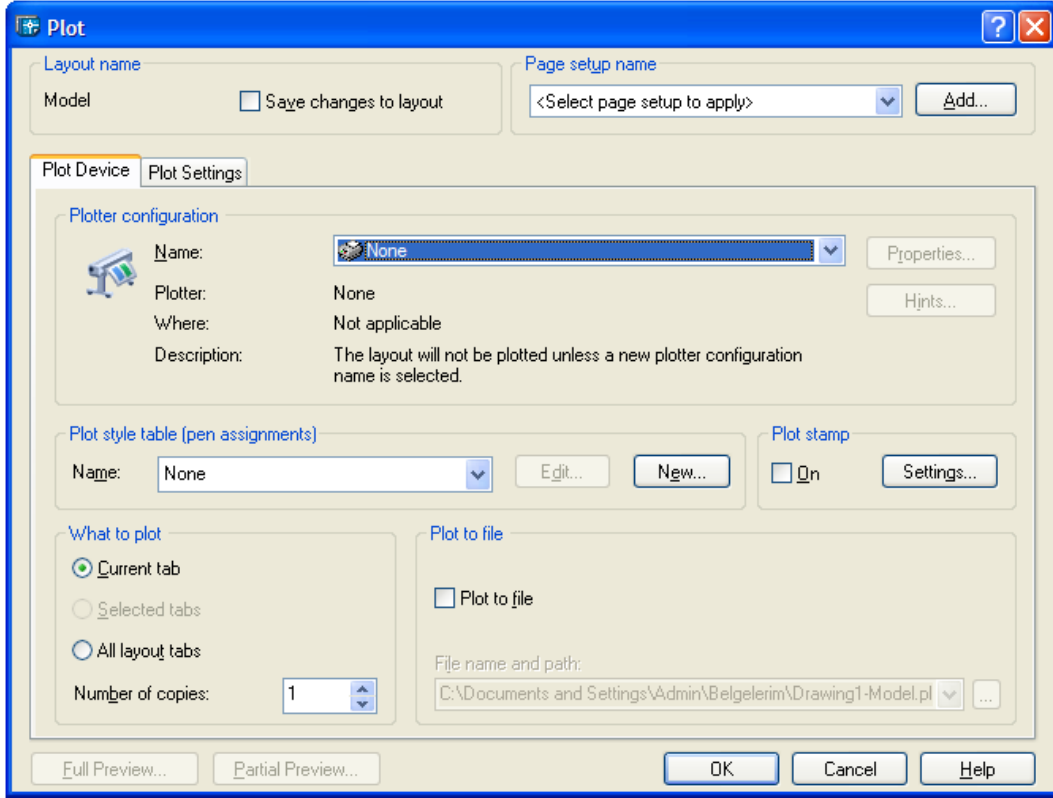 Plot
Layout name
Model
Save changes to layout
Page setup name
<Select page setup to apply>
Add...
Plot Device
Plot Settings
Plotter configuration
Name:
None
Properties...
Plotter:
None
Hints...
Where:
Not applicable
Description:
The layout will not be plotted unless a new plotter configuration
name is selected.
Plot style table (pen assignments)
Name:
None
Edit...
New...
Plot stamp
On
Settings...
What to plot
Current tab
Selected tabs
All layout tabs
Number of copies:
1
Plot to file
Plot to file
File name and path:
C:\Documents and Settings\Admin\Belgelerim\Drawing1-Model.pl
...
Full Preview...
Partial Preview...
OK
Cancel
Help